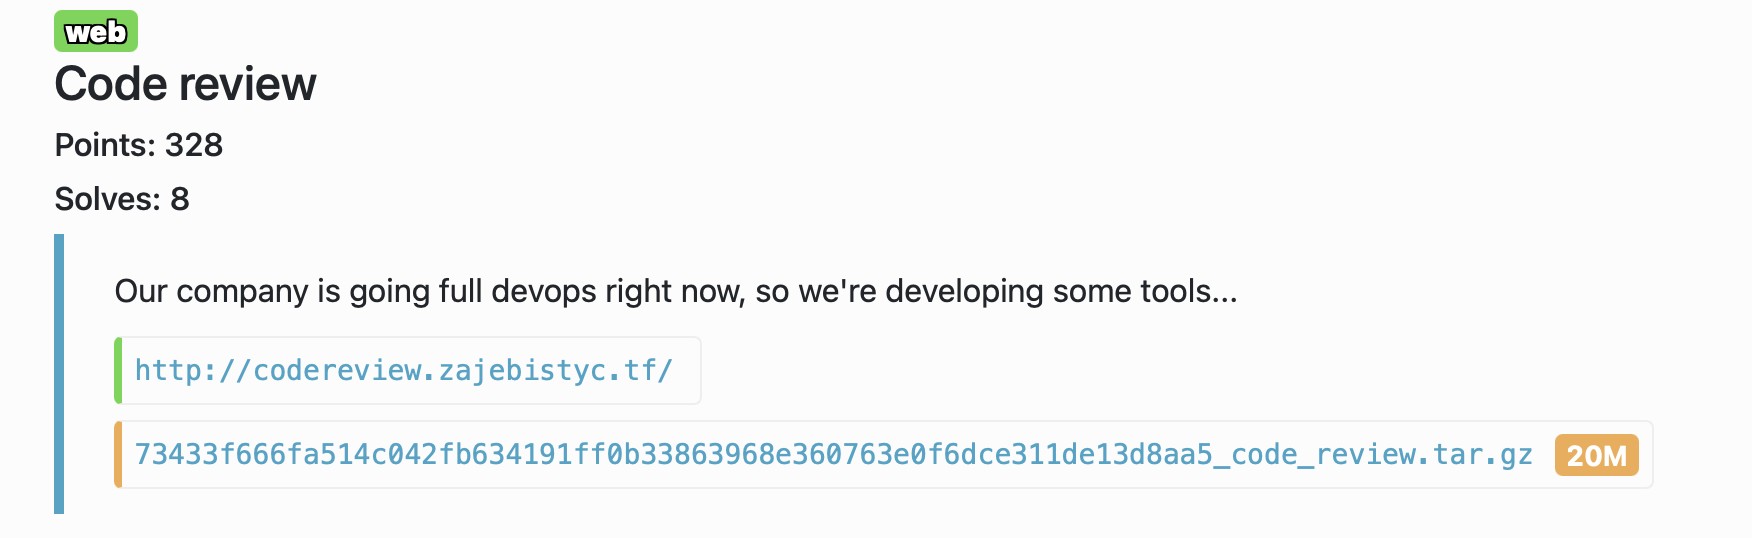 web
Code review
Points: 328
Solves: 8
Our company is going full devops right now, so we're developing some tools...
http://codereview.zajebistyc.tf/
73433f666fa514c042fb634191ff0b33863968e360763e0f6dce311de13d8aa5_code_review.tar.gz 20M